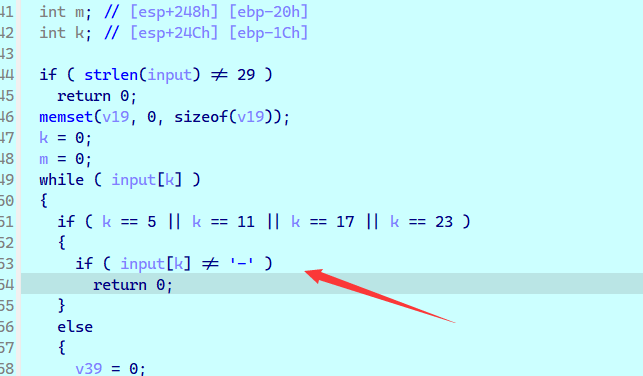 41 int m; // [esp+248h] [ebp-20h]
42 int k; // [esp+24Ch] [ebp-1Ch]
43
44 if ( strlen(input) ≠ 29 )
45 return 0;
46 memset(v19, 0, sizeof(v19));
47 k = 0;
48 m = 0;
49 while ( input[k] )
50 {
51 if ( k == 5 || k == 11 || k == 17 || k == 23 )
52 {
53 if ( input[k] ≠ '-' )
54 return 0;
55 }
56 else
57 {
58 v39 = 0;